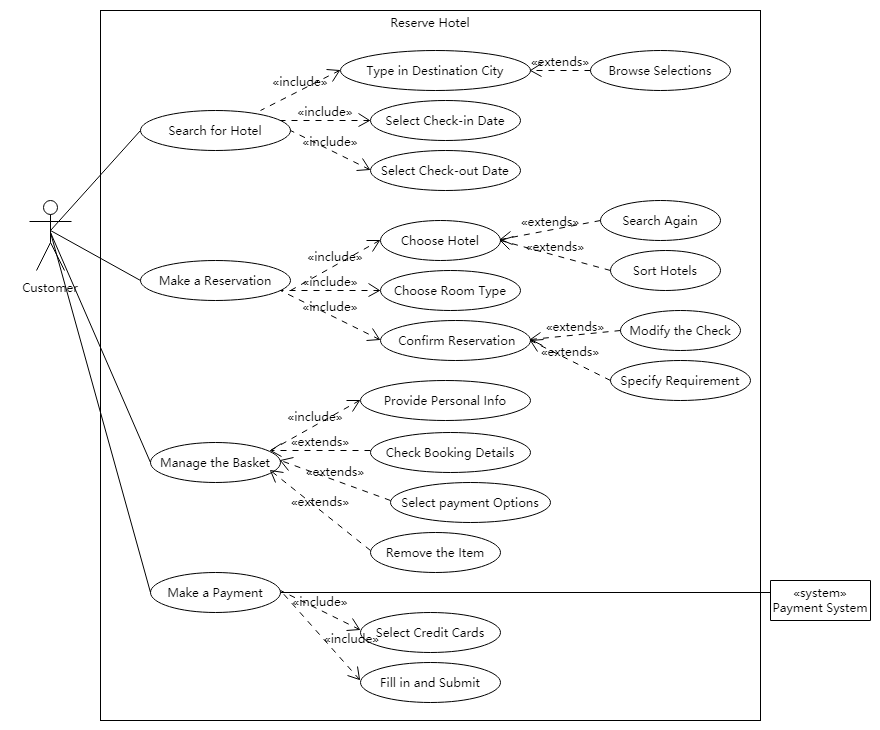 Reserve Hotel
Type in Destination City
«extends»
Browse Selections
«include»
Search for Hotel
«include»
Select Check-in Date
«include»
Select Check-out Date
Customer
Make a Reservation
«include»
Choose Hotel
«extends»
Search Again
«extends»
Sort Hotels
«include»
Choose Room Type
«include»
Confirm Reservation
«extends»
Modify the Check
«extends»
Specify Requirement
Manage the Basket
«include»
Provide Personal Info
«extends»
Check Booking Details
«extends»
Select payment Options
«extends»
Remove the Item
Make a Payment
«system»
Payment System
«include»
Select Credit Cards
«include»
Fill in and Submit